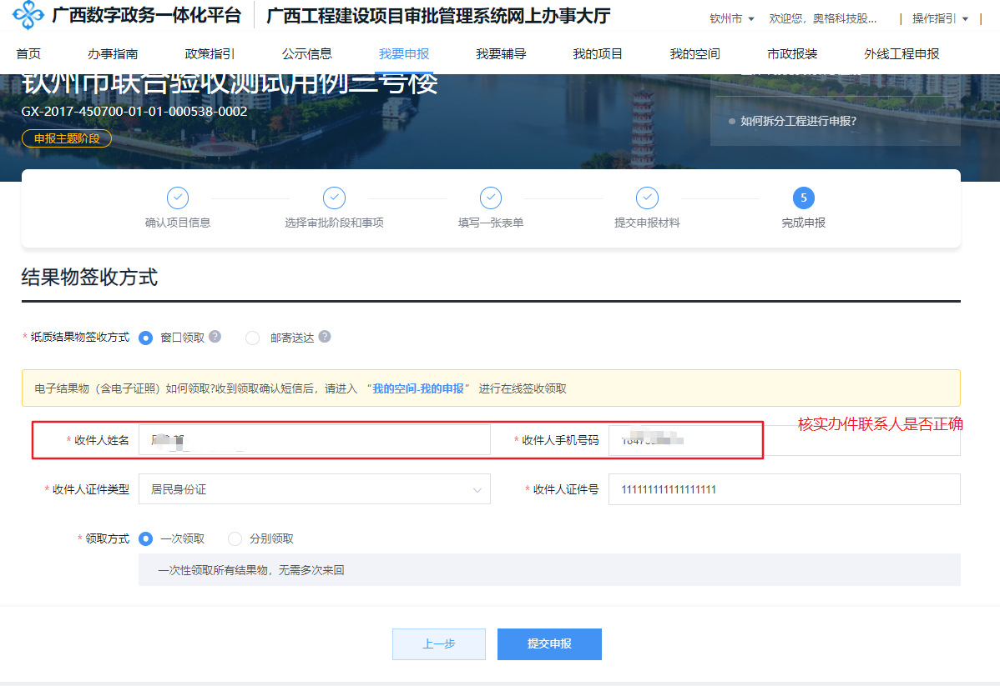 广西数字政务一体化平台 广西工程建设项目审批管理系统网上办事大厅 钦州市 欢迎您，奥格科技股... | 操作指引 |
首页 办事指南 政策指引 公示信息 我要申报 我要辅导 我的项目 我的空间 市政报装 外线工程申报
钦州市联合验收测试用例三号楼
GX-2017-450700-01-01-000538-0002
如何拆分工程进行申报?
申报主题阶段
5
确认项目信息 选择审批阶段和事项 填写一张表单 提交申报材料 完成申报
结果物签收方式
* 纸质结果物签收方式 窗口领取 ? 邮寄送达 ?
电子结果物（含电子证照）如何领取?收到领取确认短信后，请进入 “我的空间-我的申报” 进行在线签收领取
核实办件联系人是否正确
* 收件人姓名 * 收件人手机号码
* 收件人证件类型 居民身份证 * 收件人证件号 111111111111111111
* 领取方式 一次领取 分别领取
一次性领取所有结果物，无需多次来回
上一步 提交申报